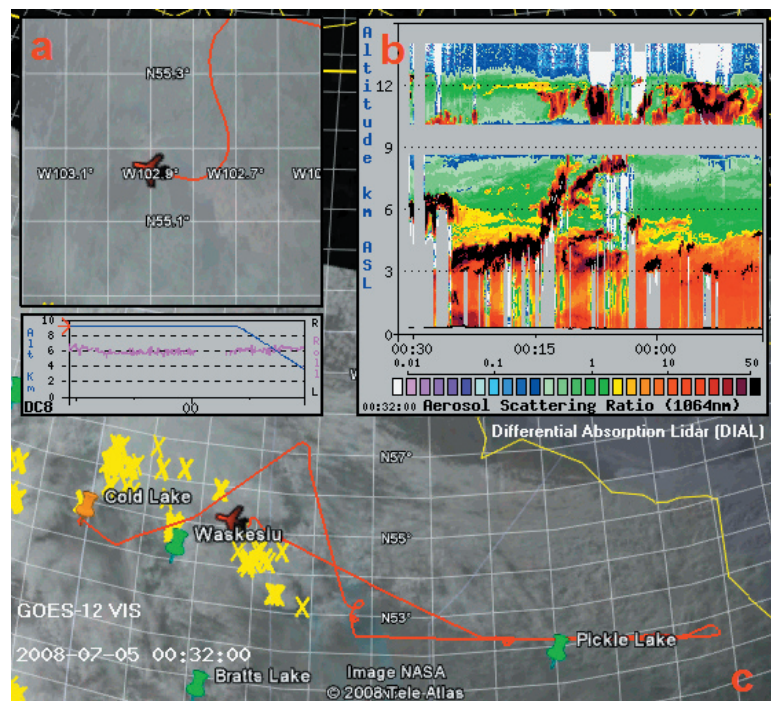 a
N55.3°
W103.1°
W102.9°
W102.7°
W10
N55.1°
10
8
6
4
2
0
Alt Km
R
Roll
L
DC8
00
b
Altitude km ASL
12
9
6
3
0
00:30
00:15
00:00
0.01
0.1
1
10
50
00:32:00 Aerosol Scattering Ratio (1064nm)
Differential Absorption Lidar (DIAL)
N57°
Cold Lake
Waskeslu
N55°
GOES-12 VIS
N53°
Pickle Lake
2008-07-05 00:32:00
Bratts Lake
Image NASA
© 2008 Tele Atlas
c